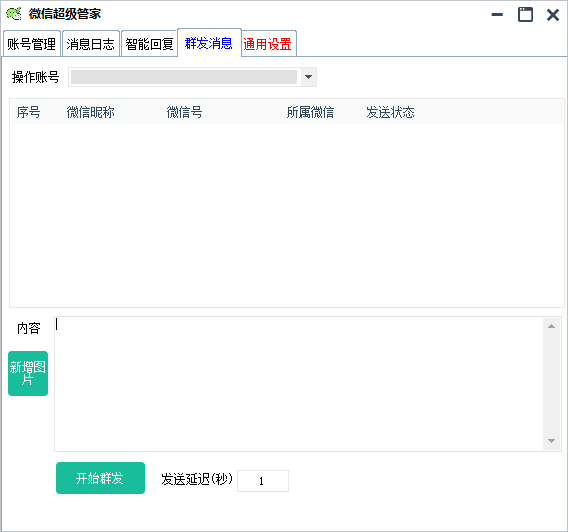 微信超级管家
账号管理 消息日志 智能回复 群发消息 通用设置
操作账号
序号 微信昵称 微信号 所属微信 发送状态
内容
新增图
片
开始群发 发送延迟(秒) 1